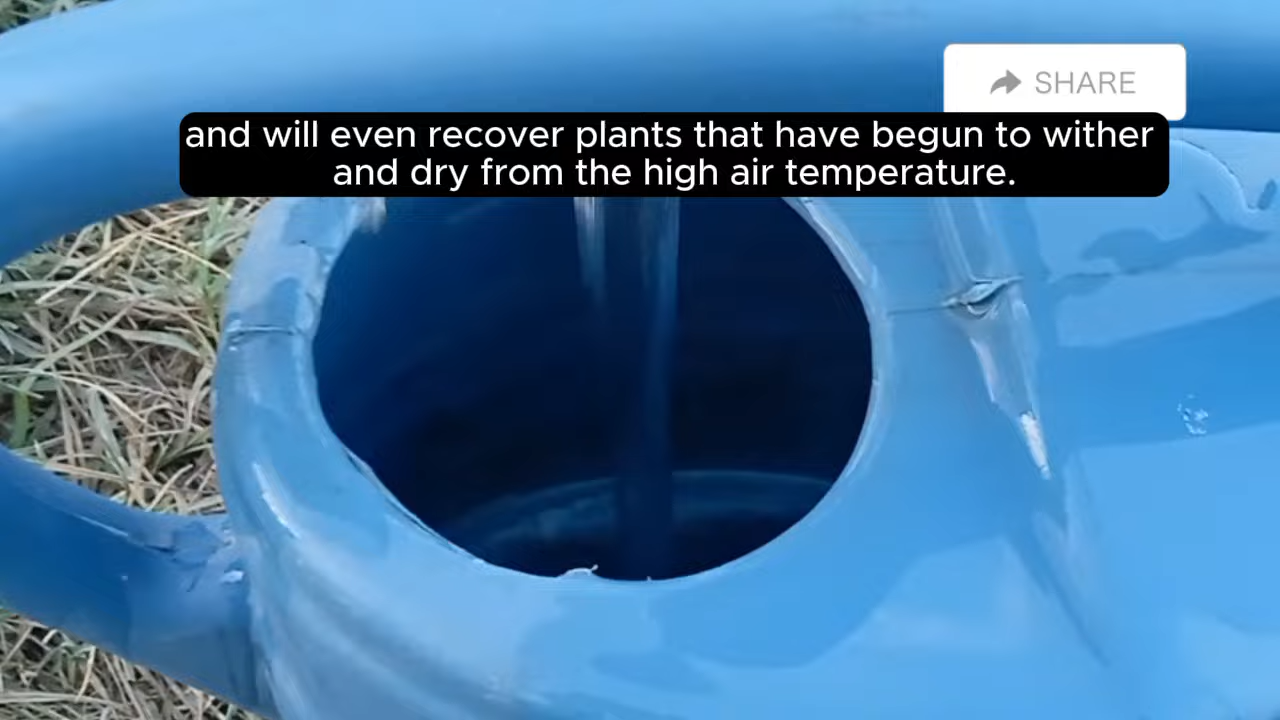 SHARE
and will even recover plants that have begun to wither
and dry from the high air temperature.